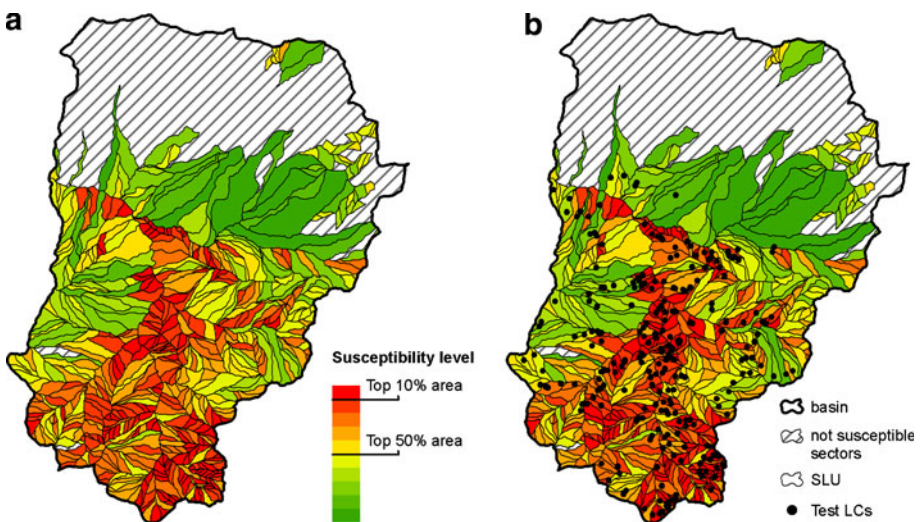 a
b
Susceptibility level
Top 10% area
Top 50% area
basin
not susceptible
sectors
SLU
Test LCs